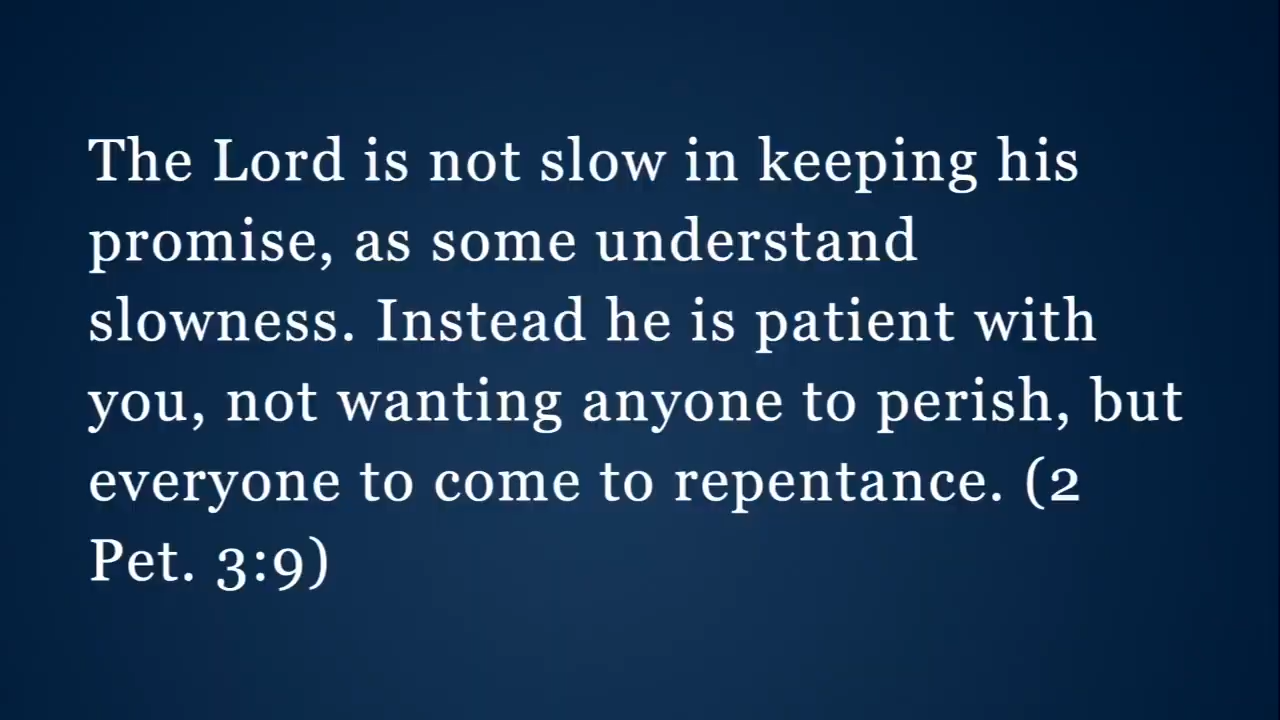 The Lord is not slow in keeping his
promise, as some understand
slowness. Instead he is patient with
you, not wanting anyone to perish, but
everyone to come to repentance. (2
Pet. 3:9)